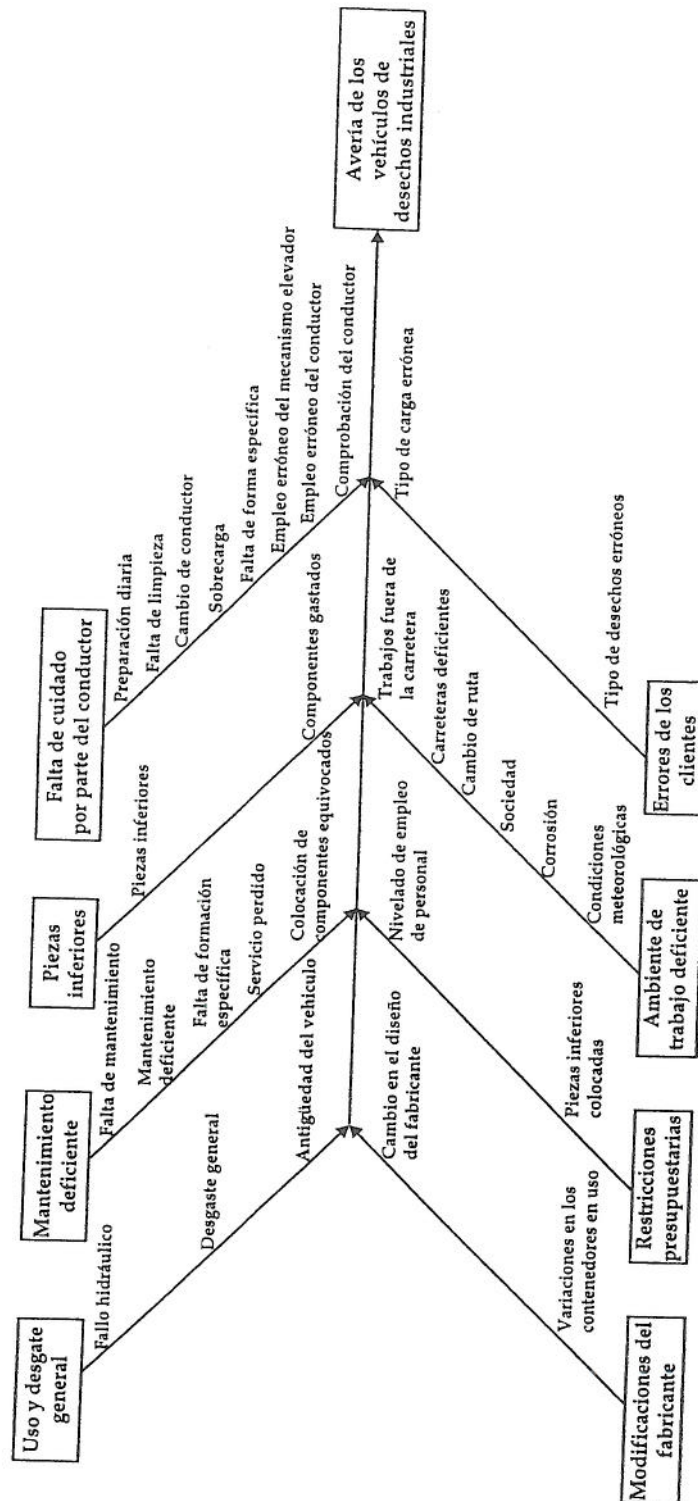 Uso y desgate
general
Fallo hidráulico
Desgaste general
Antigüedad del vehículo
Mantenimiento
deficiente
Falta de mantenimiento
Mantenimiento
deficiente
Falta de formación
específica
Servicio perdido
Colocación de
componentes equivocados
Piezas
inferiores
Piezas inferiores
Componentes gastados
Falta de cuidado
por parte del conductor
Preparación diaria
Falta de limpieza
Cambio de conductor
Sobrecarga
Falta de forma específica
Empleo erróneo del mecanismo elevador
Empleo erróneo del conductor
Comprobación del conductor
Avería de los
vehículos de
desechos industriales
Cambio en el diseño
del fabricante
Variaciones en los
contenedores en uso
Modificaciones del
fabricante
Nivelado de empleo
de personal
Piezas inferiores
colocadas
Restricciones
presupuestarias
Trabajos fuera de
la carretera
Carreteras deficientes
Cambio de ruta
Sociedad
Corrosión
Condiciones
meteorológicas
Ambiente de
trabajo deficiente
Tipo de carga errónea
Tipo de desechos erróneos
Errores de los
clientes